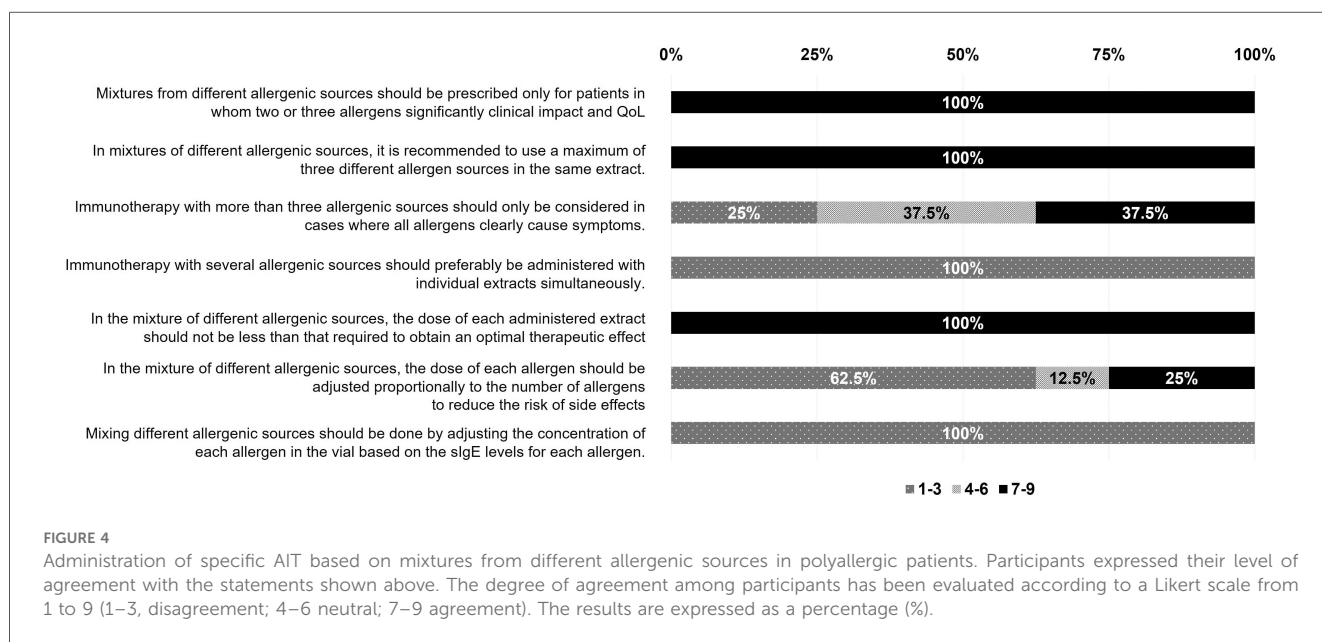 0% 25% 50% 75% 100%
Mixtures from different allergenic sources should be prescribed only for patients in
whom two or three allergens significantly clinical impact and QoL
100%
In mixtures of different allergenic sources, it is recommended to use a maximum of
three different allergen sources in the same extract.
100%
Immunotherapy with more than three allergenic sources should only be considered in
cases where all allergens clearly cause symptoms.
25% 37.5% 37.5%
Immunotherapy with several allergenic sources should preferably be administered with
individual extracts simultaneously.
100%
In the mixture of different allergenic sources, the dose of each administered extract
should not be less than that required to obtain an optimal therapeutic effect
100%
In the mixture of different allergenic sources, the dose of each allergen should be
adjusted proportionally to the number of allergens
to reduce the risk of side effects
62.5% 12.5% 25%
Mixing different allergenic sources should be done by adjusting the concentration of
each allergen in the vial based on the sIgE levels for each allergen.
100%
1-3 4-6 7-9
FIGURE 4
Administration of specific AIT based on mixtures from different allergenic sources in polyallergic patients. Participants expressed their level of
agreement with the statements shown above. The degree of agreement among participants has been evaluated according to a Likert scale from
1 to 9 (1–3, disagreement; 4–6 neutral; 7–9 agreement). The results are expressed as a percentage (%).